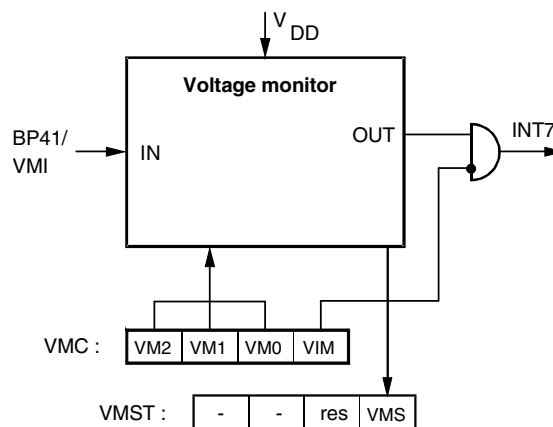 V DD
Voltage monitor
BP41/
VMI
IN
OUT
INT7
VMC : VM2 VM1 VM0 VIM
VMST : - - res VMS